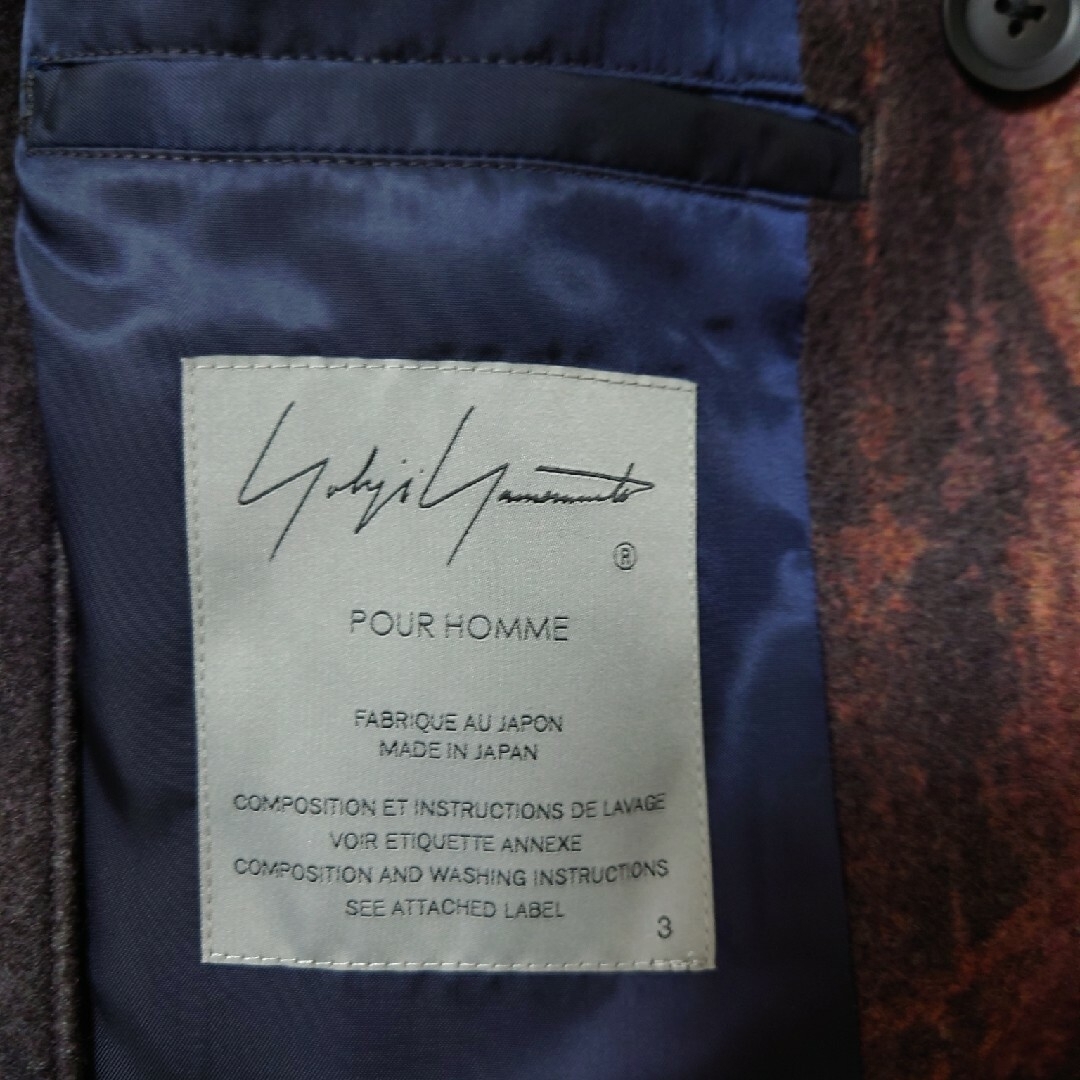 Yohji Yamamoto
®
POUR HOMME
FABRIQUE AU JAPON
MADE IN JAPAN
COMPOSITION ET INSTRUCTIONS DE LAVAGE
VOIR ETIQUETTE ANNEXE
COMPOSITION AND WASHING INSTRUCTIONS
SEE ATTACHED LABEL
3